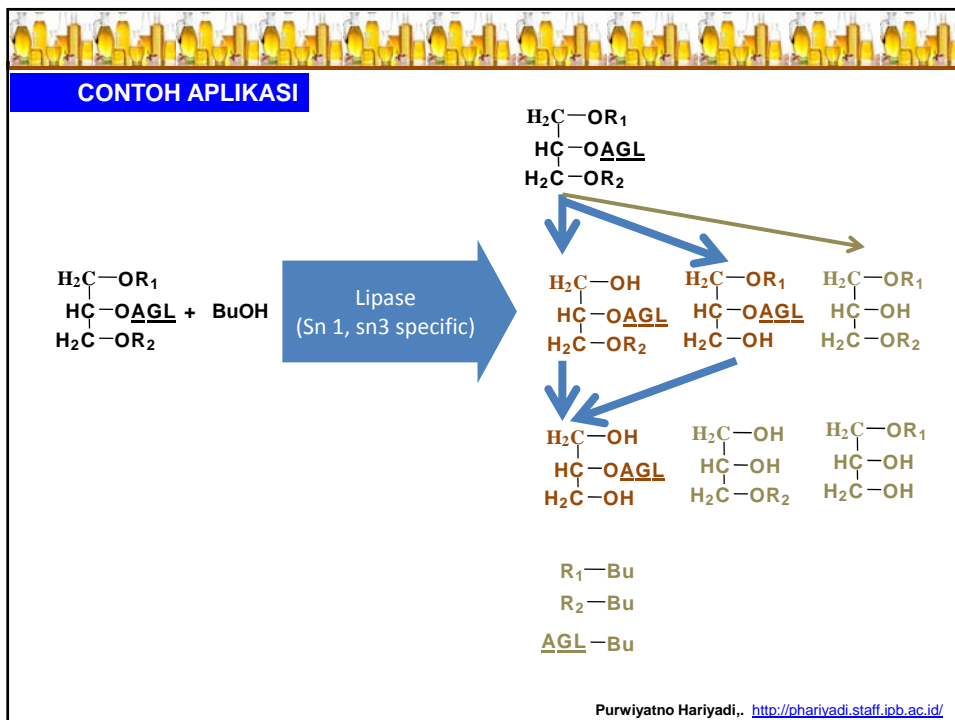 CONTOH APLIKASI
H₂C—OR₁
HC—OAGL
H₂C—OR₂
H₂C—OR₁
HC—OAGL + BuOH
H₂C—OR₂
Lipase
(Sn 1, sn3 specific)
H₂C—OH
HC—OAGL
H₂C—OR₂
H₂C—OR₁
HC—OAGL
H₂C—OH
H₂C—OR₁
HC—OH
H₂C—OR₂
H₂C—OH
HC—OAGL
H₂C—OH
H₂C—OH
HC—OH
H₂C—OR₂
H₂C—OR₁
HC—OH
H₂C—OH
R₁—Bu
R₂—Bu
AGL—Bu
Purwiyatno Hariyadi,. http://phariyadi.staff.ipb.ac.id/